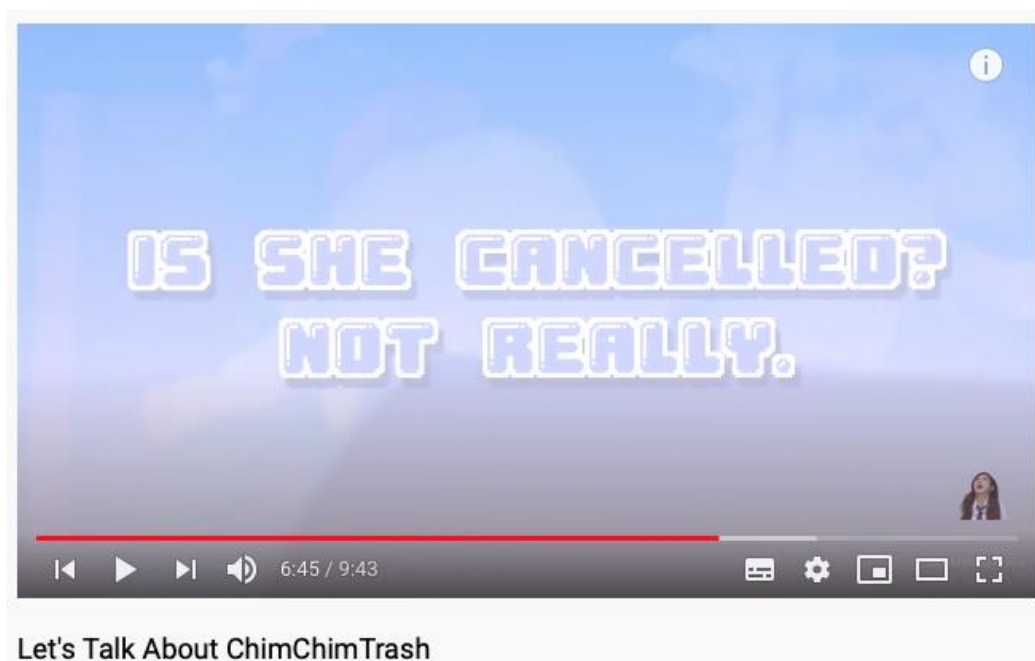 IS SHE CANCELLED?
NOT REALLY.
6:45 / 9:43
Let's Talk About ChimChimTrash